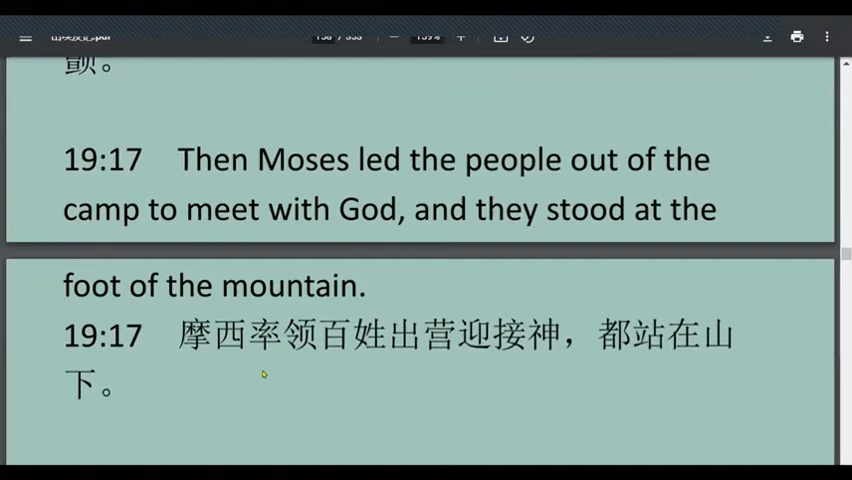 颤。
19:17 Then Moses led the people out of the
camp to meet with God, and they stood at the
foot of the mountain.
19:17 摩西率领百姓出营迎接神，都站在山
下。